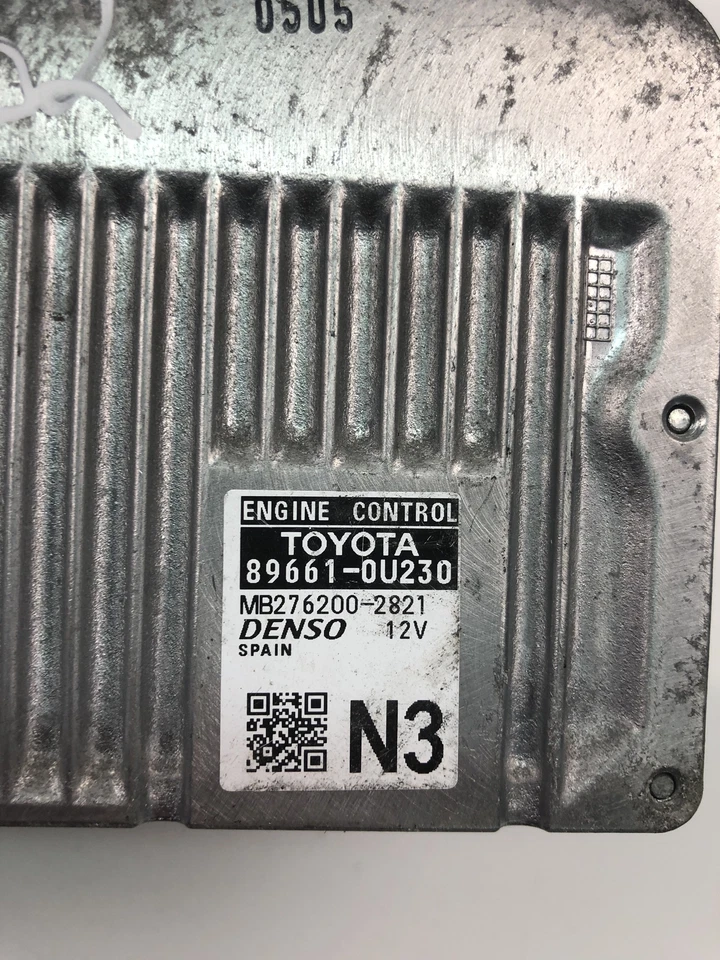 0505
ENGINE CONTROL
TOYOTA
89661-0U230
MB276200-2821
DENSO 12V
SPAIN
N3